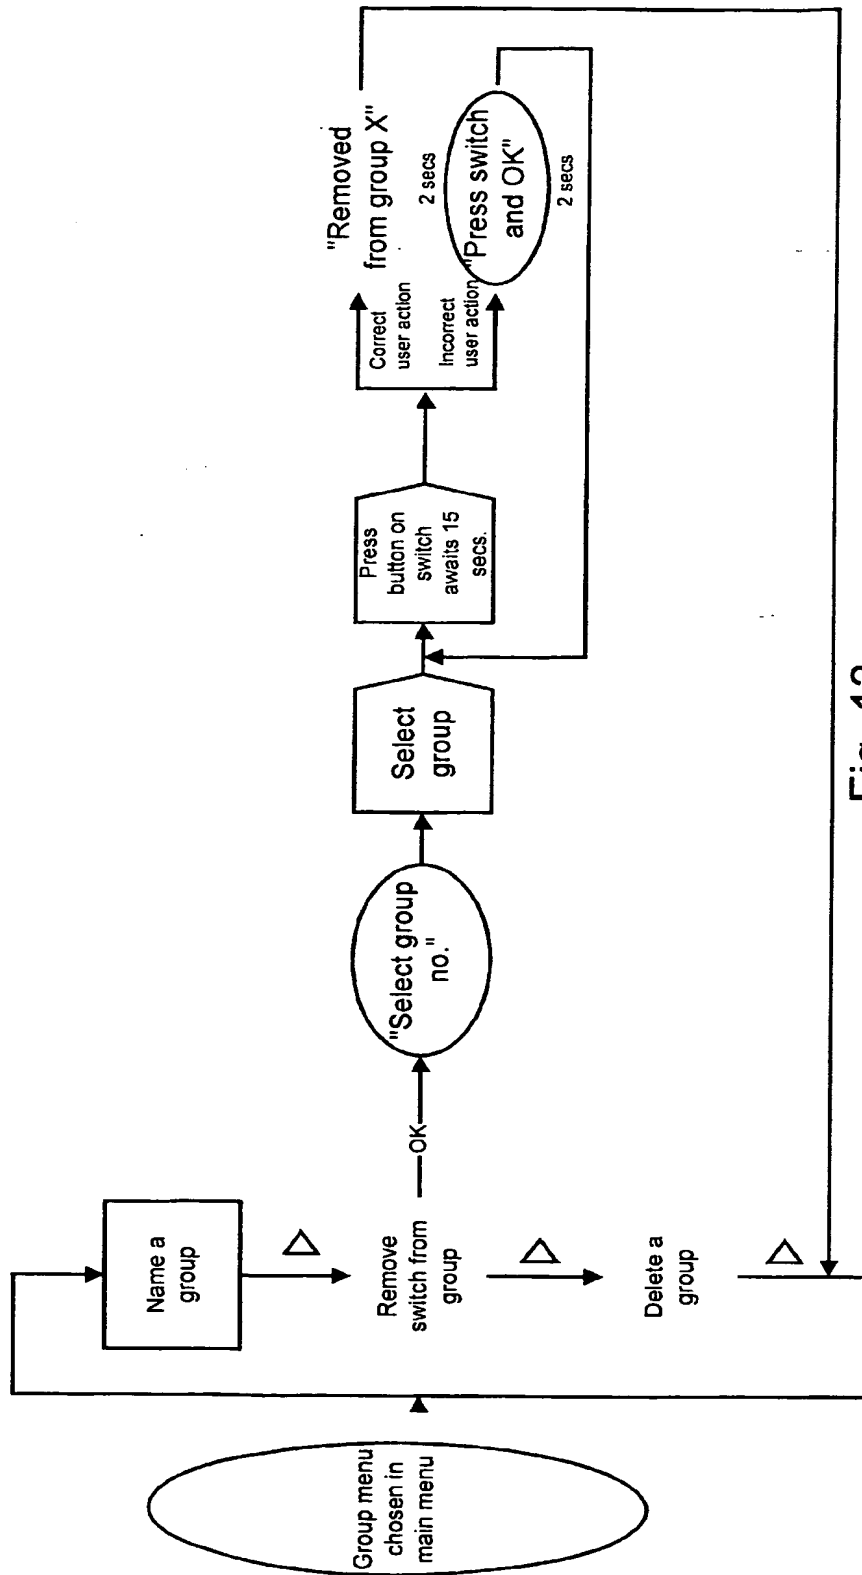 Group menu
chosen in
main menu
Name a
group
Remove
switch from
group
Delete a
group
OK
"Select group
no."
Select
group
Press
button on
switch
awaits 15
secs.
Correct
user action
Incorrect
user action
"Removed
from group X"
2 secs
"Press switch
and OK"
2 secs
Fig.